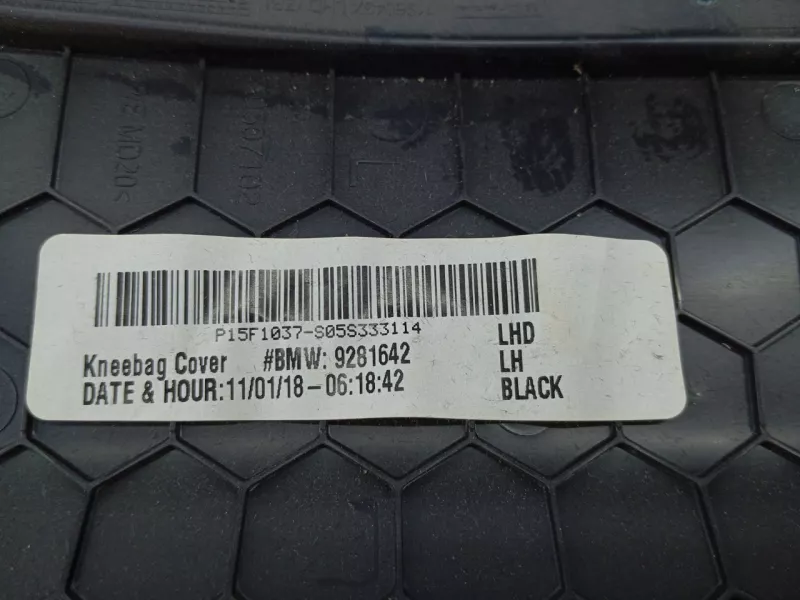 P15F1037-S05S333114
Kneebag Cover #BMW: 9281642
DATE & HOUR:11/01/18-06:18:42
LHD
LH
BLACK
L